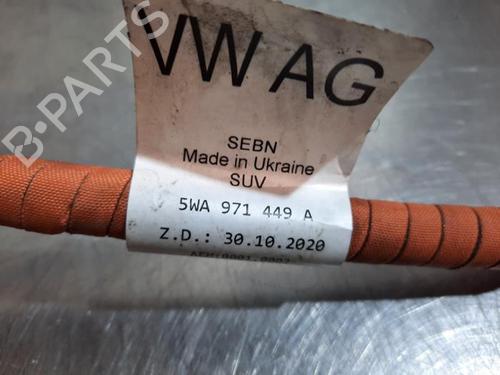 VW AG
SEBN
Made in Ukraine
SUV
5WA 971 449 A
Z.D.: 30.10.2020
B-PARTS